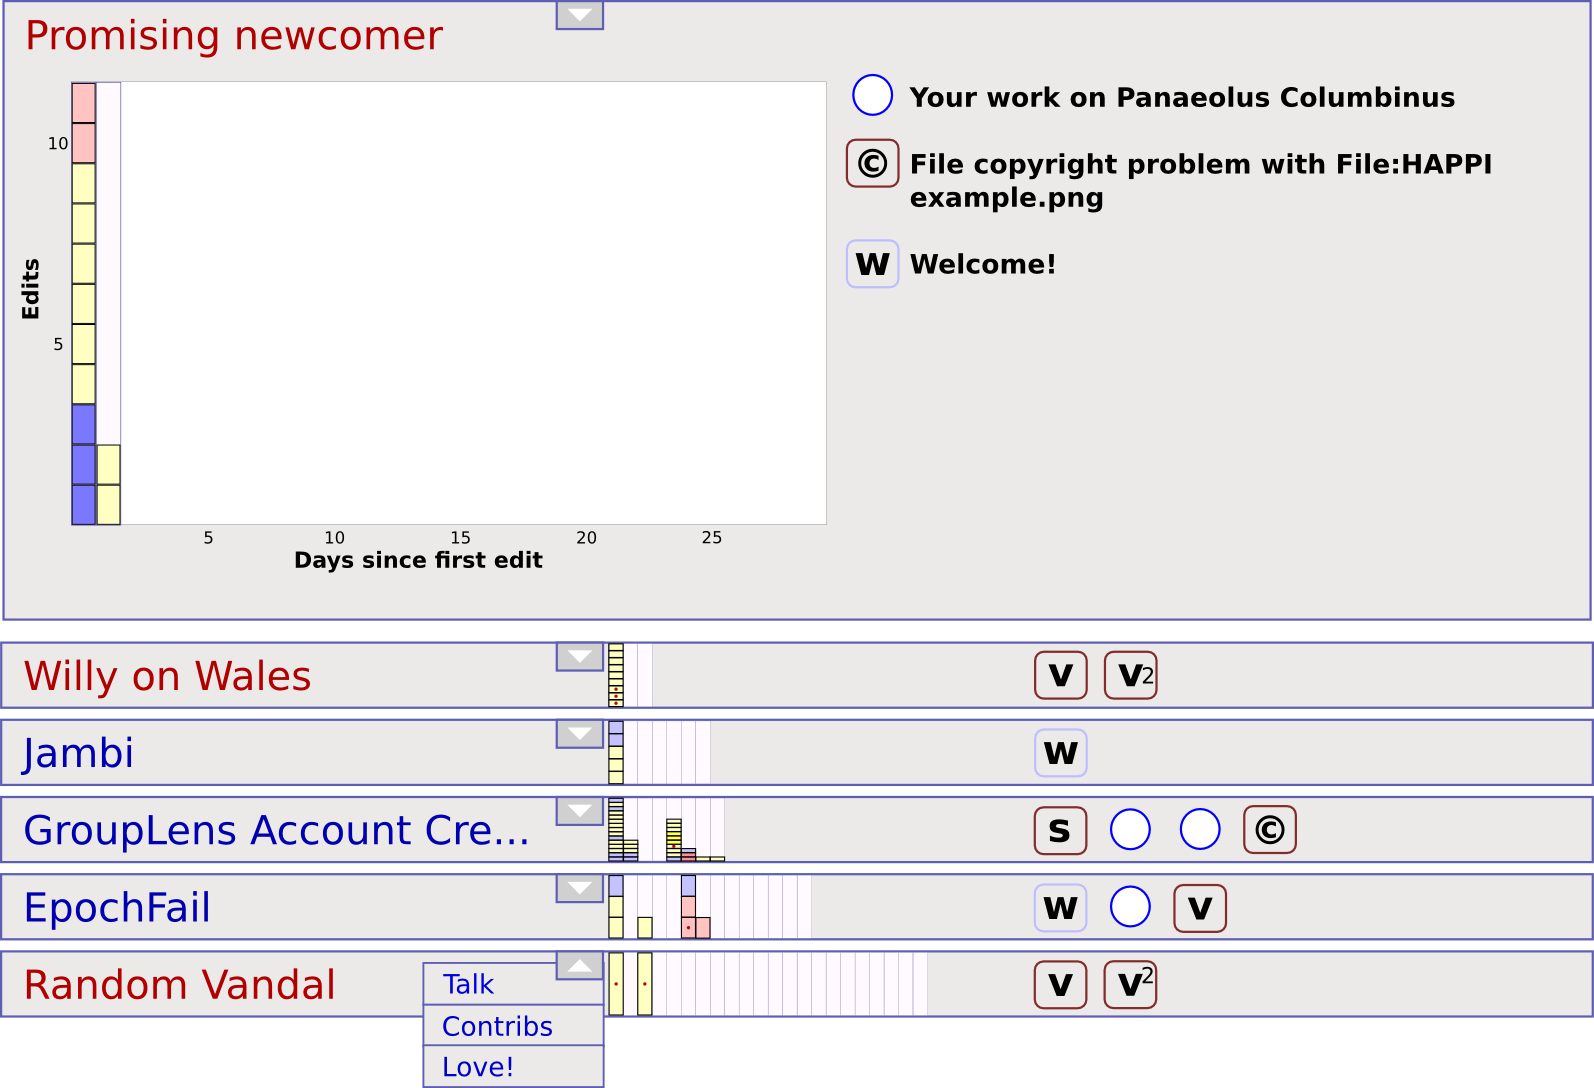 Promising newcomer
10
5
Edits
5 10 15 20 25
Days since first edit
Your work on Panaeolus Columbinus
© File copyright problem with File:HAPPI
example.png
W Welcome!
Willy on Wales V V2
Jambi W
GroupLens Account Cre... S ©
EpochFail W V
Random Vandal V V2
Talk
Contribs
Love!